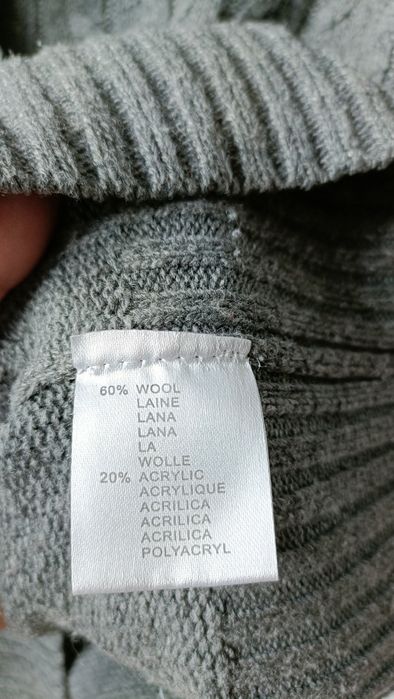 60% WOOL
LAINE
LANA
LANA
LA
WOLLE
20% ACRYLIC
ACRYLIQUE
ACRILICA
ACRILICA
ACRILICA
POLYACRYL